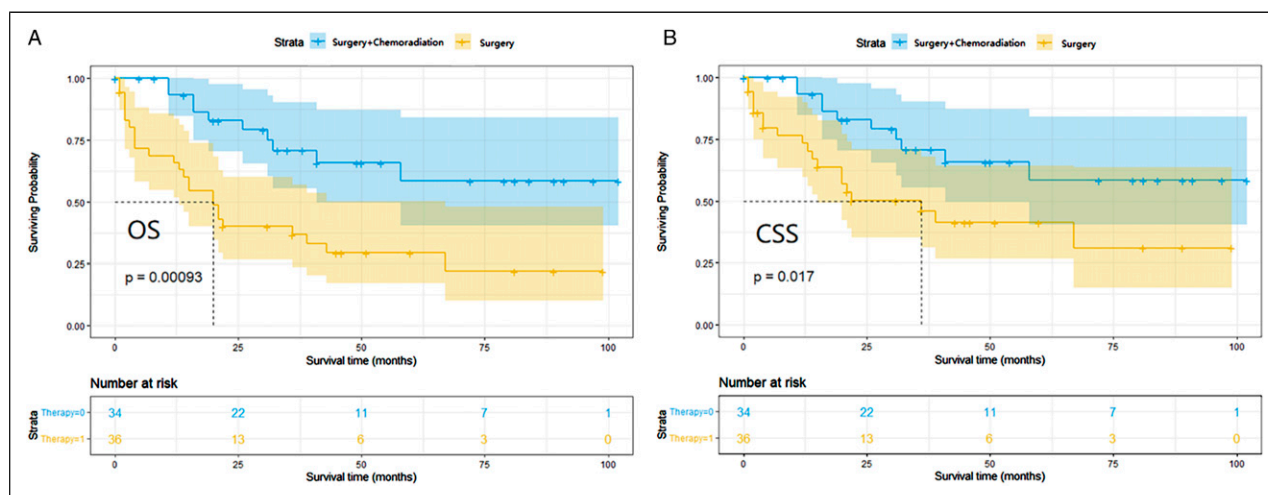 A
Strata Surgery+Chemoradiation Surgery
1.00
0.75
0.50
0.25
0.00
Surviving Probability
OS
p = 0.00093
0 25 50 75 100
Survival time (months)
Number at risk
Strata
Therapy=0 34 22 11 7 1
Therapy=1 36 13 6 3 0
0 25 50 75 100
Survival time (months)
B
Strata Surgery+Chemoradiation Surgery
1.00
0.75
0.50
0.25
0.00
Surviving Probability
CSS
p = 0.017
0 25 50 75 100
Survival time (months)
Number at risk
Strata
Therapy=0 34 22 11 7 1
Therapy=1 36 13 6 3 0
0 25 50 75 100
Survival time (months)